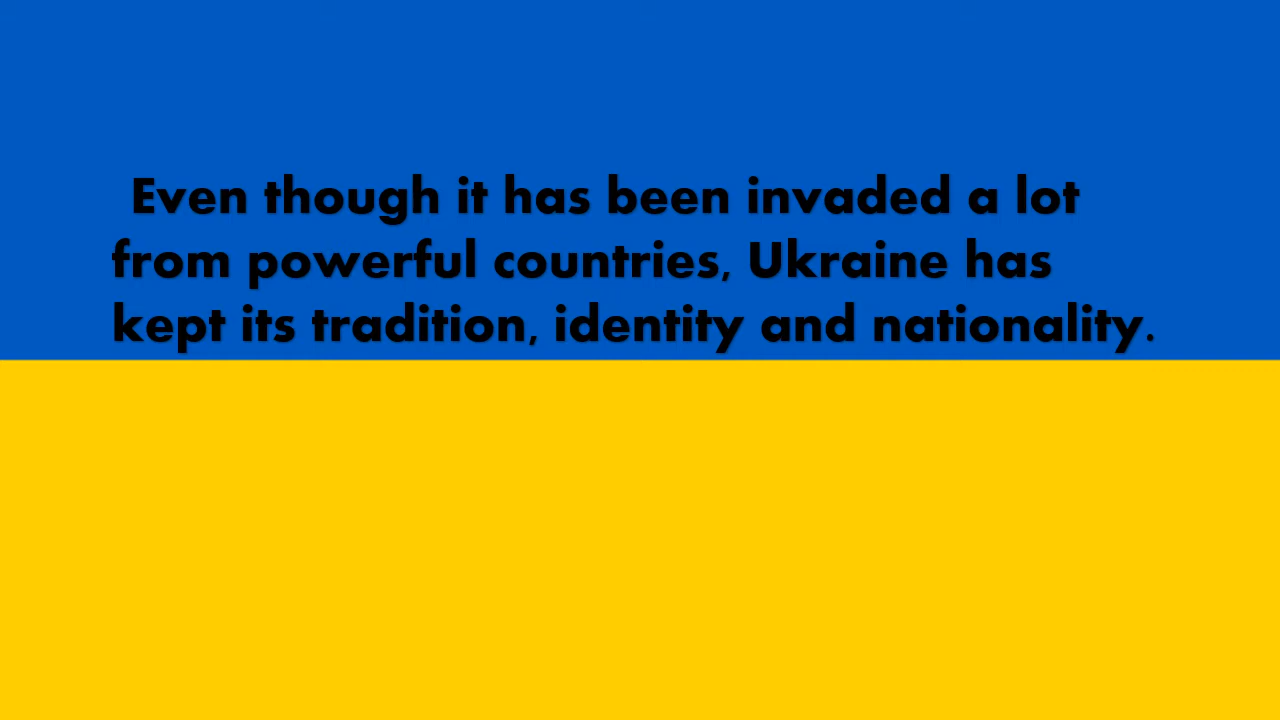 Even though it has been invaded a lot
from powerful countries, Ukraine has
kept its tradition, identity and nationality.